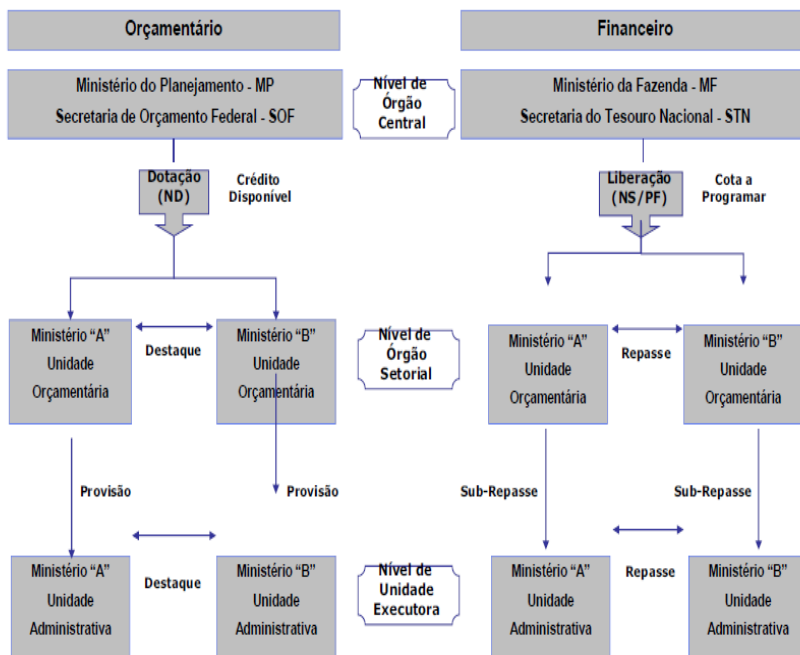 Orçamentário
Financeiro
Ministério do Planejamento - MP
Secretaria de Orçamento Federal - SOF
Nível de
Órgão
Central
Ministério da Fazenda - MF
Secretaria do Tesouro Nacional - STN
Dotação
(ND)
Crédito
Disponível
Liberação
(NS/PF)
Cota a
Programar
Ministério "A"
Unidade
Orçamentária
Destaque
Ministério "B"
Unidade
Orçamentária
Nível de
Órgão
Setorial
Ministério "A"
Unidade
Orçamentária
Repasse
Ministério "B"
Unidade
Orçamentária
Provisão
Provisão
Sub-Repasse
Sub-Repasse
Ministério "A"
Unidade
Administrativa
Destaque
Ministério "B"
Unidade
Administrativa
Nível de
Unidade
Executora
Ministério "A"
Unidade
Administrativa
Repasse
Ministério "B"
Unidade
Administrativa